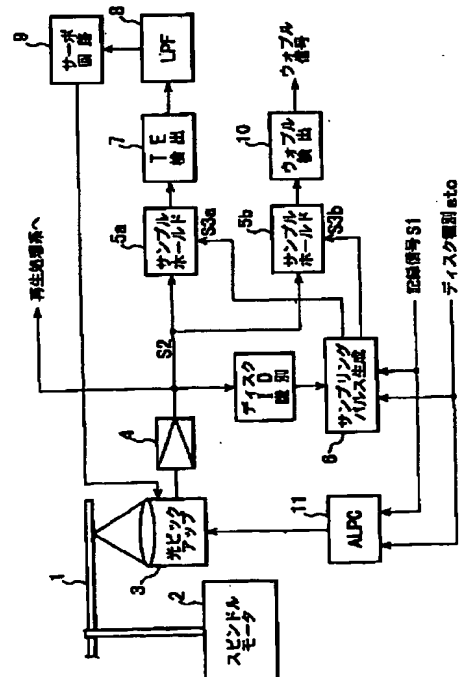 1
2
スピンドル
モータ
3
光ピック
アップ
4
再生処理系へ
S2
5a
サンプル
ホールド
S3a
7
TE
検出
8
LPF
9
サーボ
回路
5b
サンプル
ホールド
S3b
10
ウォブル
検出
ウォブル信号
ディスク
ID
識別
6
サンプリング
パルス生成
11
ALPC
記録信号S1
ディスク種別 etc